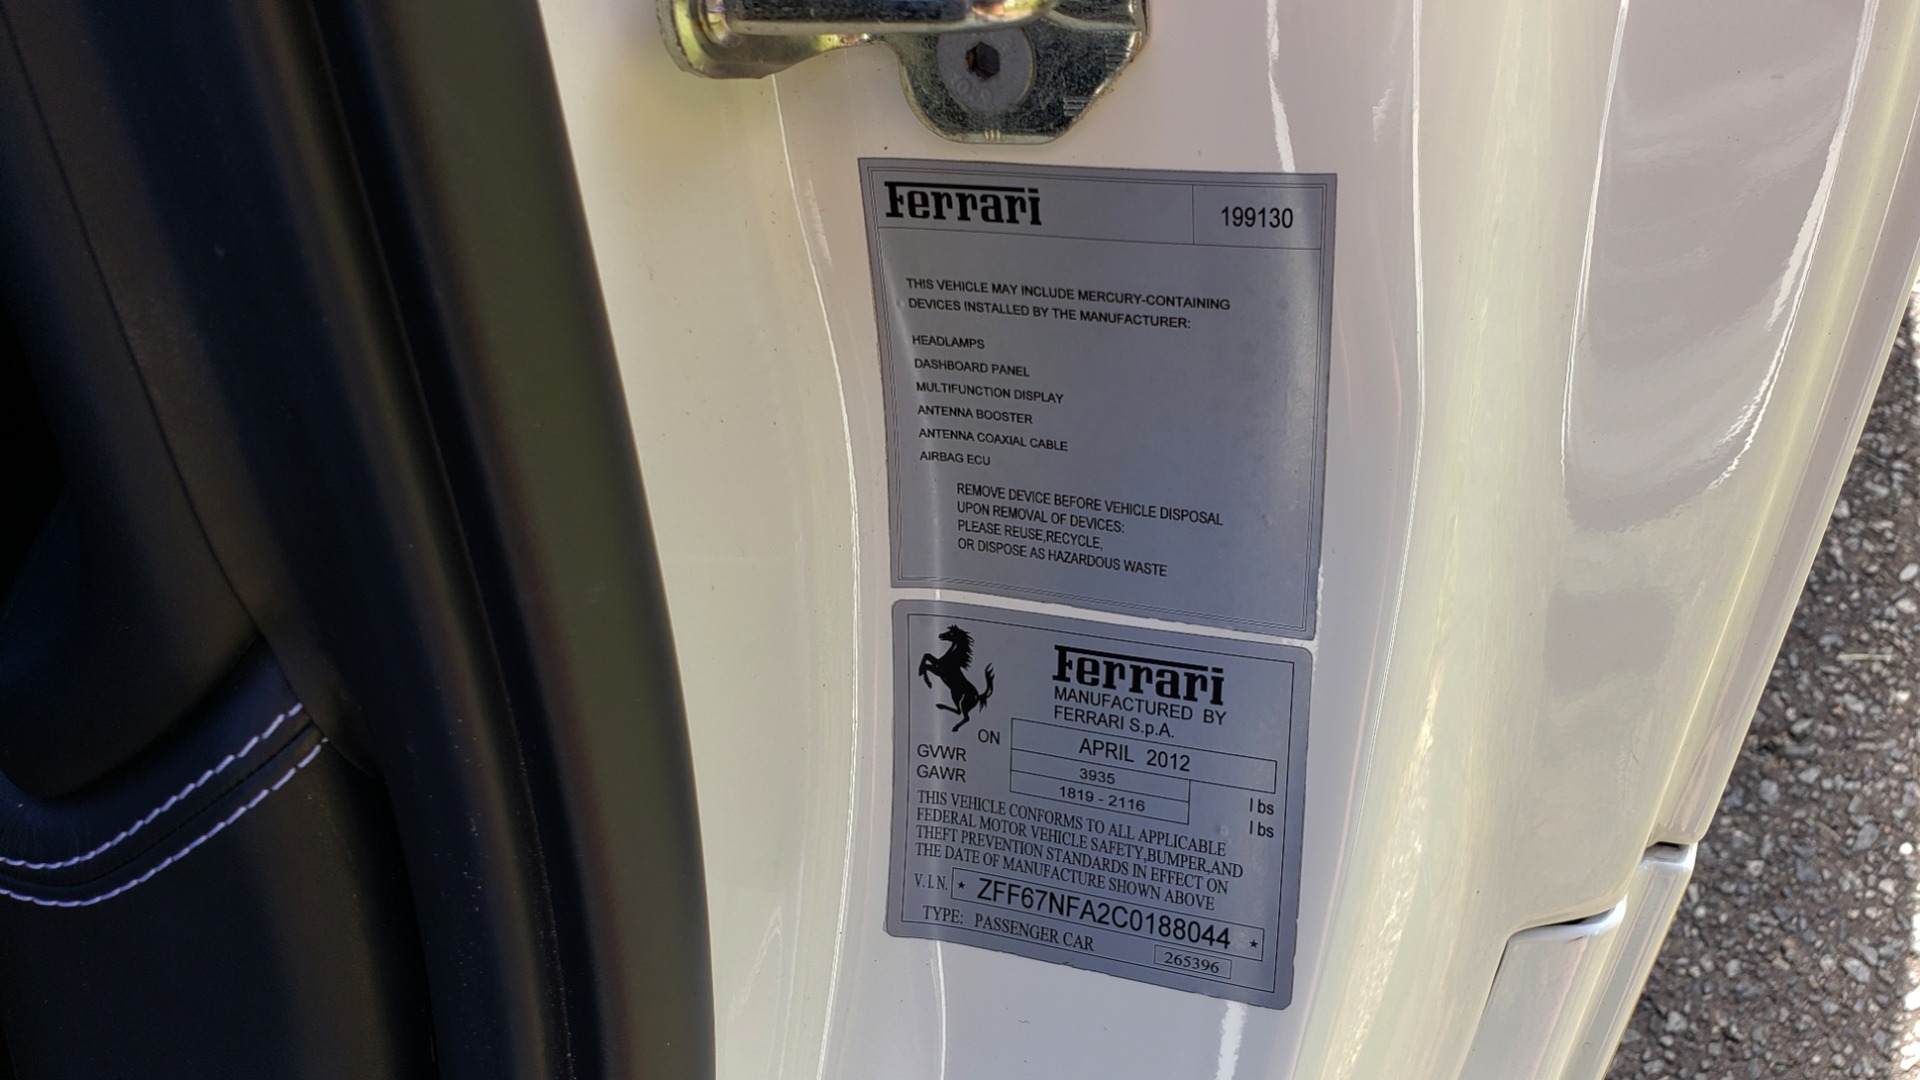 Ferrari
199130
THIS VEHICLE MAY INCLUDE MERCURY-CONTAINING
DEVICES INSTALLED BY THE MANUFACTURER:
HEADLAMPS
DASHBOARD PANEL
MULTIFUNCTION DISPLAY
ANTENNA BOOSTER
ANTENNA COAXIAL CABLE
AIRBAG ECU
REMOVE DEVICE BEFORE VEHICLE DISPOSAL
UPON REMOVAL OF DEVICES:
PLEASE REUSE,RECYCLE,
OR DISPOSE AS HAZARDOUS WASTE
Ferrari
MANUFACTURED BY
FERRARI S.p.A.
ON APRIL 2012
GVWR 3935 lbs
GAWR 1819 - 2116 lbs
THIS VEHICLE CONFORMS TO ALL APPLICABLE
FEDERAL MOTOR VEHICLE SAFETY,BUMPER,AND
THEFT PREVENTION STANDARDS IN EFFECT ON
THE DATE OF MANUFACTURE SHOWN ABOVE
V.I.N. * ZFF67NFA2C0188044 *
TYPE: PASSENGER CAR
265396